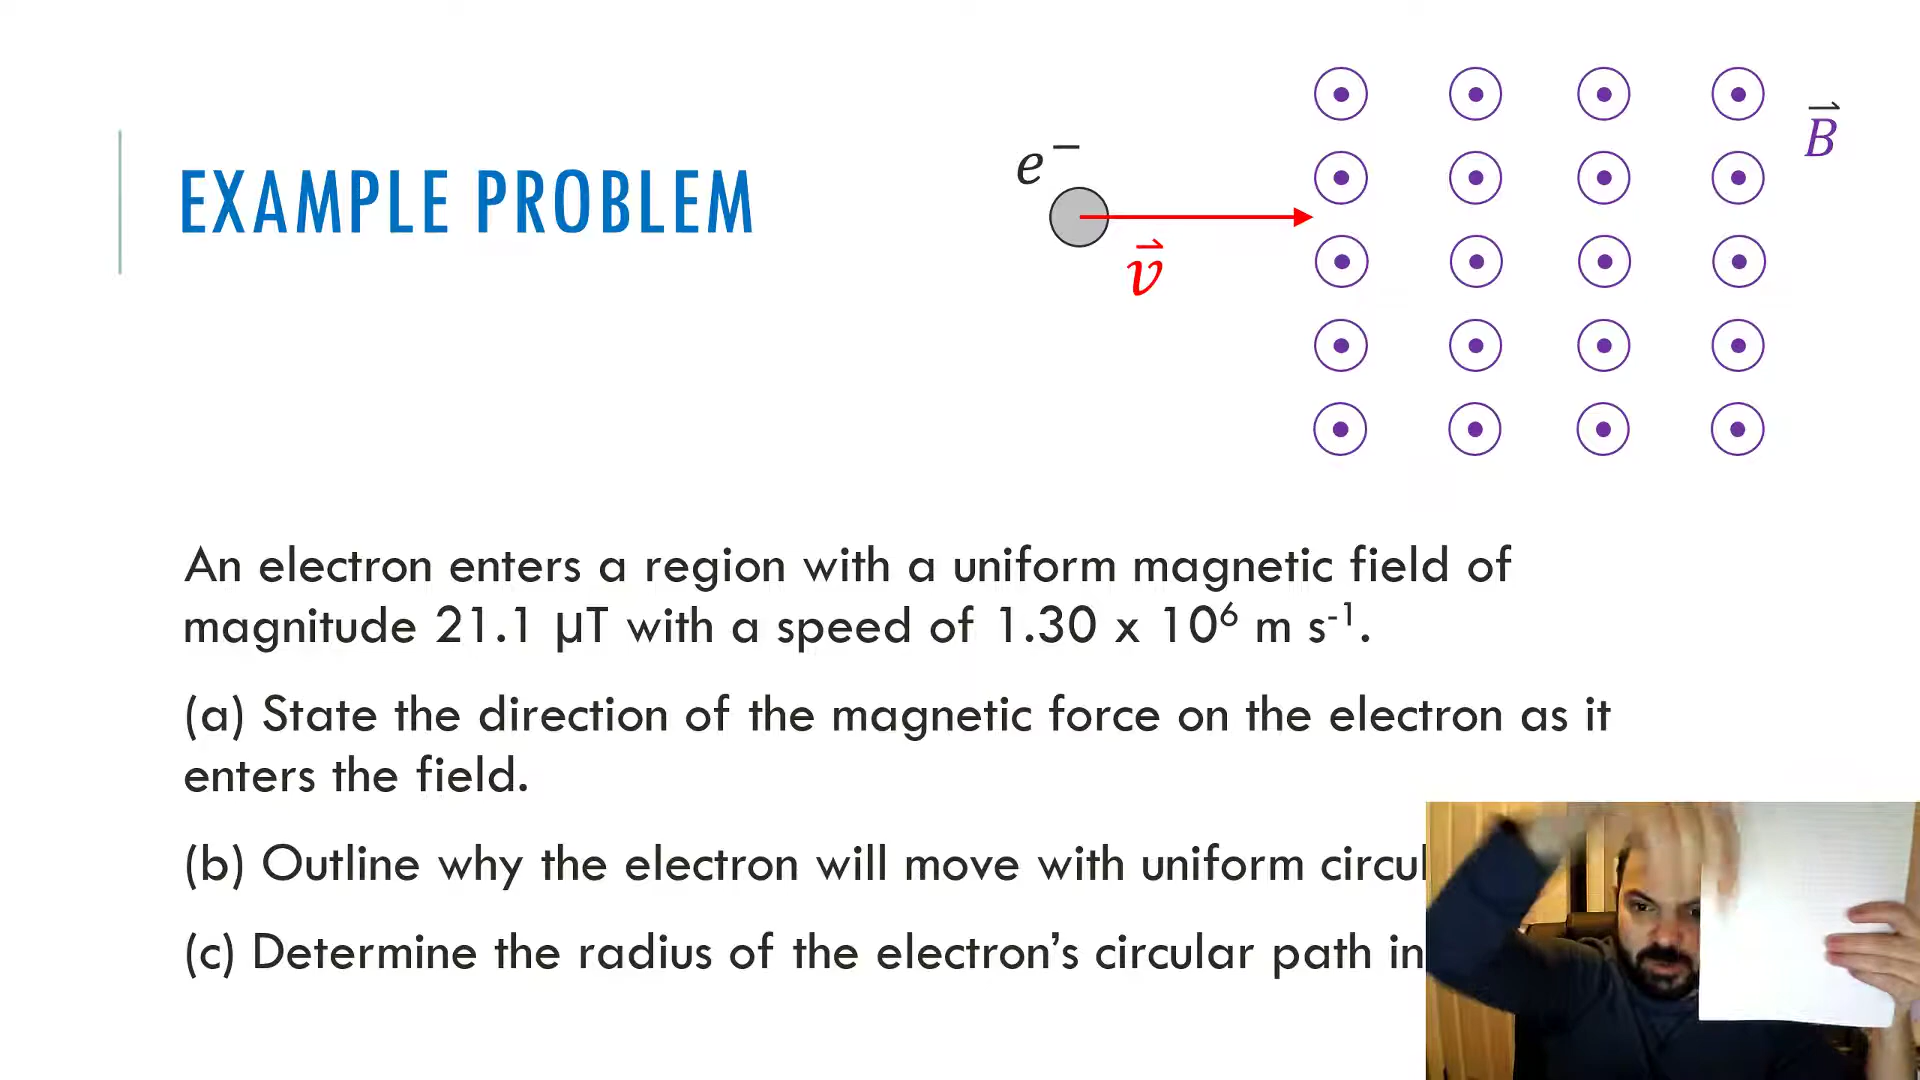 EXAMPLE PROBLEM
e⁻
v⃗
B⃗
An electron enters a region with a uniform magnetic field of
magnitude 21.1 µT with a speed of 1.30 x 10⁶ m s⁻¹.
(a) State the direction of the magnetic force on the electron as it
enters the field.
(b) Outline why the electron will move with uniform
(c) Determine the radius of the electron’s circular path in